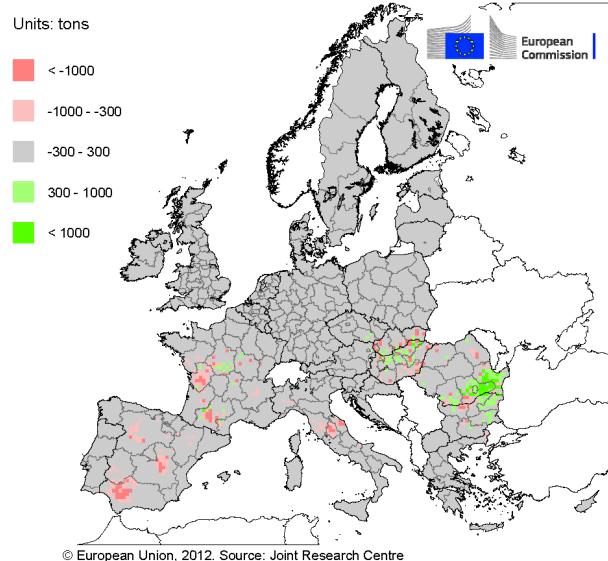 Units: tons
< -1000
-1000 - -300
-300 - 300
300 - 1000
< 1000
European
Commission
© European Union, 2012. Source: Joint Research Centre